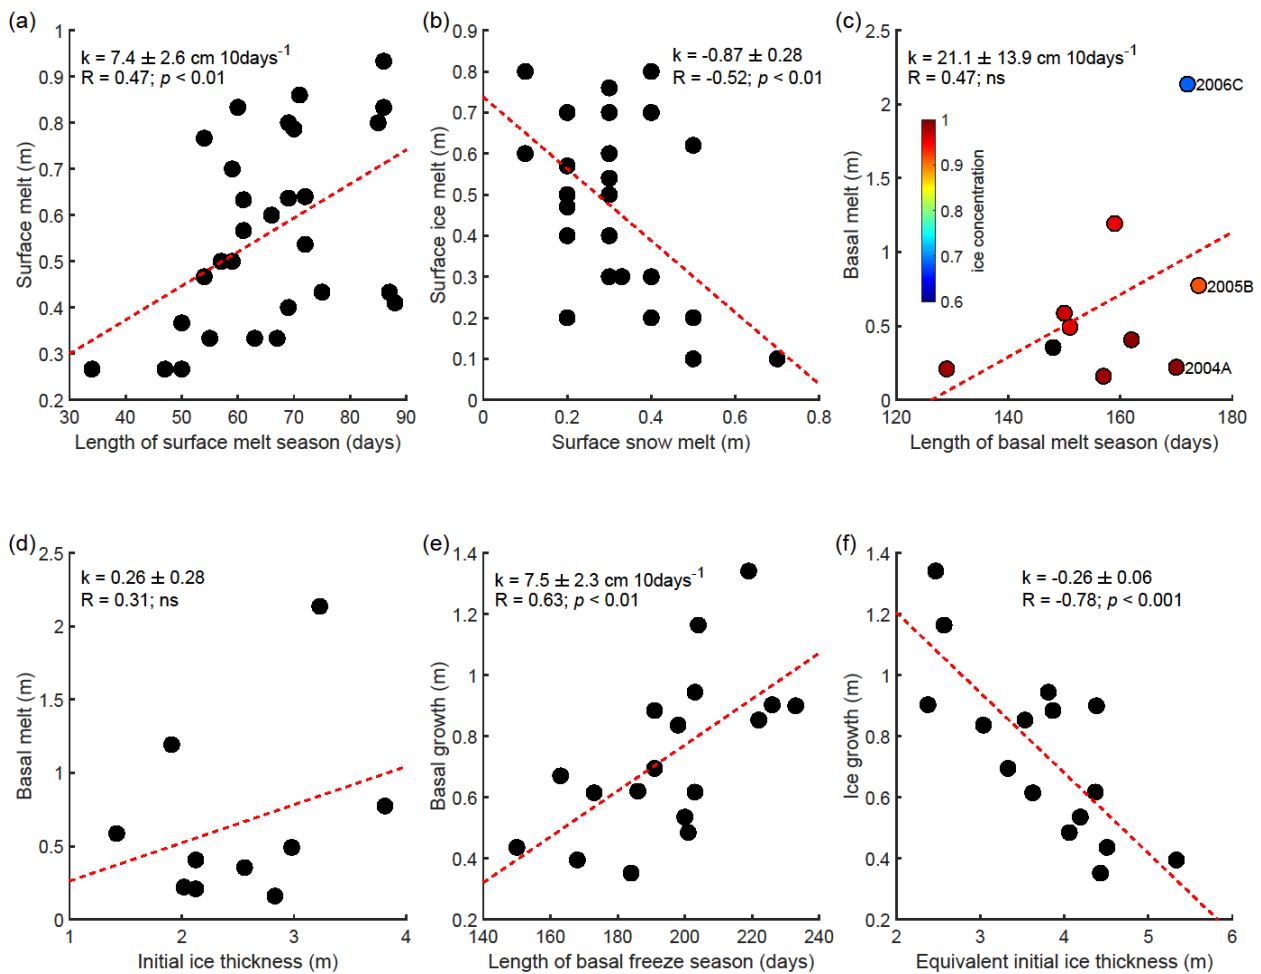 (a)
k = 7.4 ± 2.6 cm 10days⁻¹
R = 0.47; p < 0.01
Surface melt (m)
1
0.9
0.8
0.7
0.6
0.5
0.4
0.3
0.2
30 40 50 60 70 80 90
Length of surface melt season (days)
(b)
k = -0.87 ± 0.28
R = -0.52; p < 0.01
Surface ice melt (m)
0.9
0.8
0.7
0.6
0.5
0.4
0.3
0.2
0.1
0
0 0.2 0.4 0.6 0.8
Surface snow melt (m)
(c)
k = 21.1 ± 13.9 cm 10days⁻¹
R = 0.47; ns
2006C
2005B
2004A
1
0.9
0.8
0.7
0.6
ice concentration
Basal melt (m)
2.5
2
1.5
1
0.5
0
120 140 160 180
Length of basal melt season (days)
(d)
k = 0.26 ± 0.28
R = 0.31; ns
Basal melt (m)
2.5
2
1.5
1
0.5
0
1 2 3 4
Initial ice thickness (m)
(e)
k = 7.5 ± 2.3 cm 10days⁻¹
R = 0.63; p < 0.01
Basal growth (m)
1.4
1.2
1
0.8
0.6
0.4
0.2
140 160 180 200 220 240
Length of basal freeze season (days)
(f)
k = -0.26 ± 0.06
R = -0.78; p < 0.001
Ice growth (m)
1.4
1.2
1
0.8
0.6
0.4
0.2
2 3 4 5 6
Equivalent initial ice thickness (m)